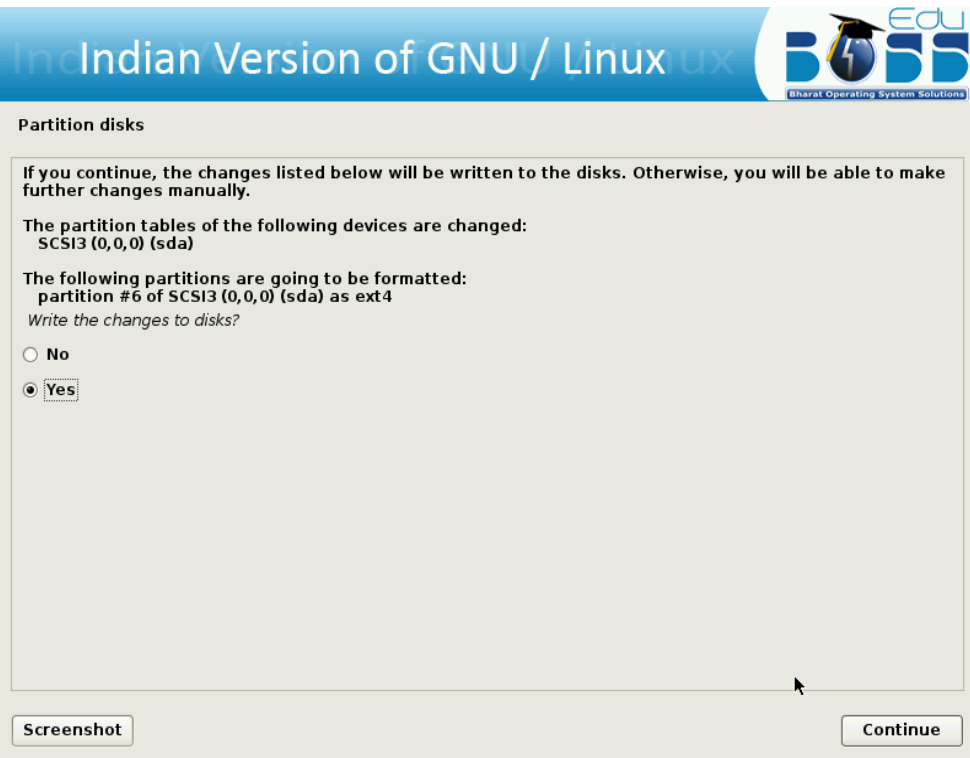 Indian Version of GNU / Linux
Edu
BOSS
Bharat Operating System Solutions
Partition disks
If you continue, the changes listed below will be written to the disks. Otherwise, you will be able to make
further changes manually.
The partition tables of the following devices are changed:
SCSI3 (0,0,0) (sda)
The following partitions are going to be formatted:
partition #6 of SCSI3 (0,0,0) (sda) as ext4
Write the changes to disks?
No
Yes
Screenshot
Continue